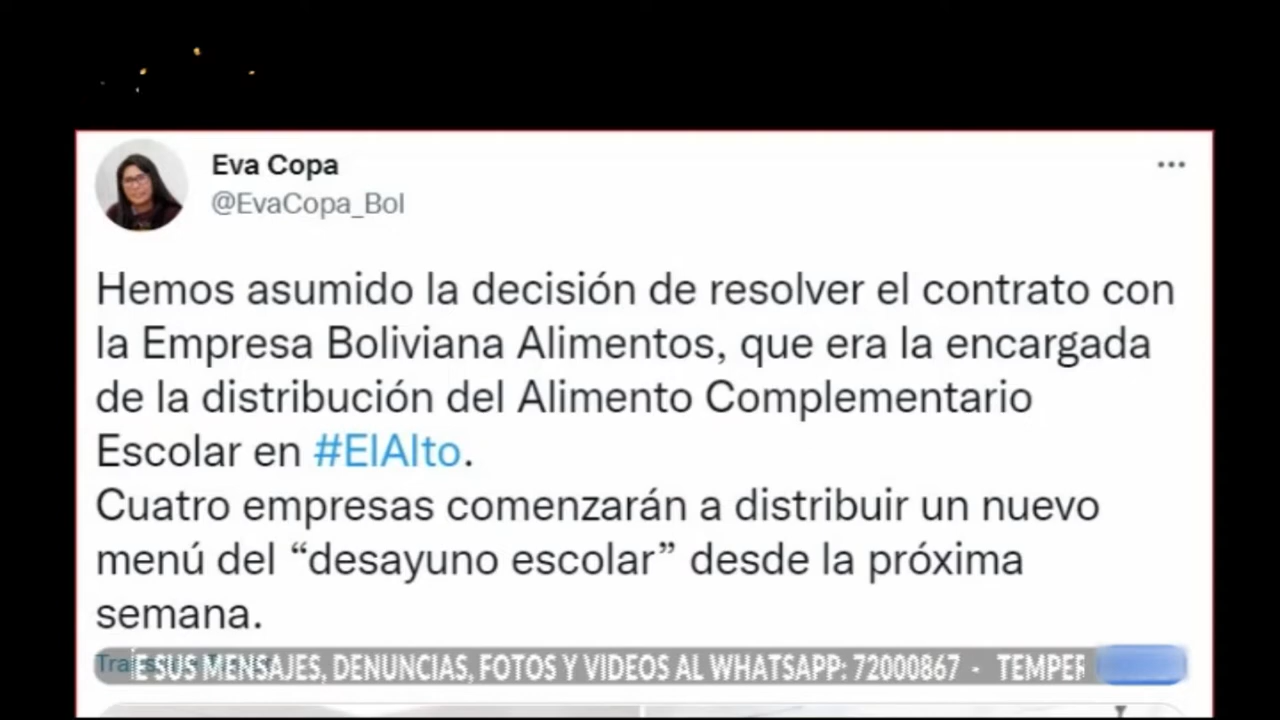 Eva Copa
@EvaCopa_Bol
Hemos asumido la decisión de resolver el contrato con
la Empresa Boliviana Alimentos, que era la encargada
de la distribución del Alimento Complementario
Escolar en #ElAlto.
Cuatro empresas comenzarán a distribuir un nuevo
menú del “desayuno escolar” desde la próxima
semana.
SUS MENSAJES, DENUNCIAS, FOTOS Y VIDEOS AL WHATSAPP: 72000867 -